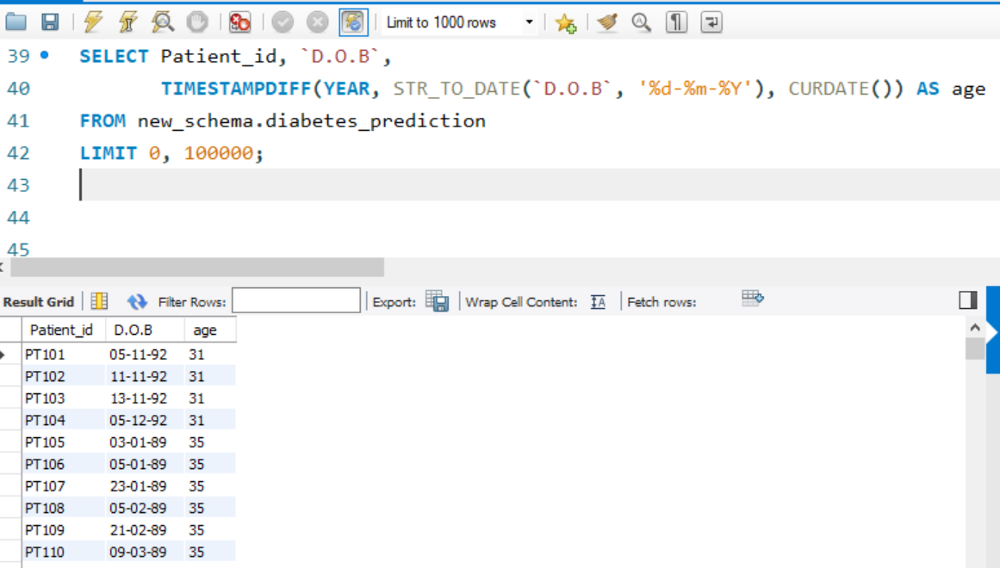 Limit to 1000 rows
39 SELECT Patient_id, `D.O.B`,
40 TIMESTAMPDIFF(YEAR, STR_TO_DATE(`D.O.B`, '%d-%m-%Y'), CURDATE()) AS age
41 FROM new_schema.diabetes_prediction
42 LIMIT 0, 100000;
43
44
45
Result Grid Filter Rows: Export: Wrap Cell Content: Fetch rows:
Patient_id D.O.B age
PT101 05-11-92 31
PT102 11-11-92 31
PT103 13-11-92 31
PT104 05-12-92 31
PT105 03-01-89 35
PT106 05-01-89 35
PT107 23-01-89 35
PT108 05-02-89 35
PT109 21-02-89 35
PT110 09-03-89 35